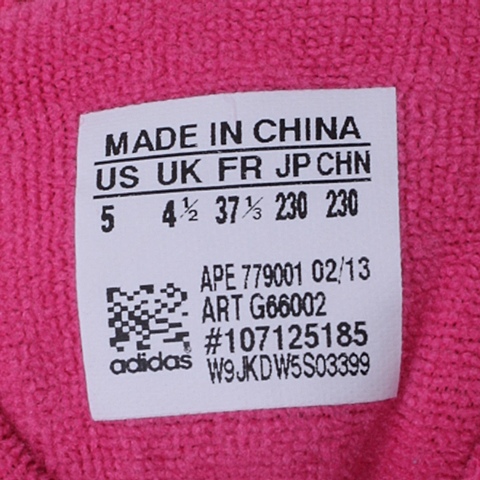 MADE IN CHINA
US UK FR JP CHN
5 4½ 37⅓ 230 230
APE 779001 02/13
ART G66002
#107125185
adidas® W9JKDW5S03399